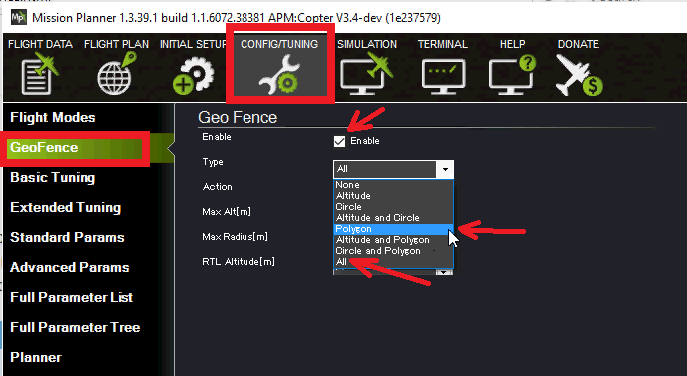 Mission Planner 1.3.39.1 build 1.1.6072.38381 APM:Copter V3.4-dev (1e237579)
FLIGHT DATA FLIGHT PLAN INITIAL SETUP CONFIG/TUNING SIMULATION TERMINAL HELP DONATE
Flight Modes
GeoFence
Basic Tuning
Extended Tuning
Standard Params
Advanced Params
Full Parameter List
Full Parameter Tree
Planner
Geo Fence
Enable
Enable
Type
All
Action
Max Alt[m]
Max Radius[m]
RTL Altitude[m]
None
Altitude
Circle
Altitude and Circle
Polygon
Altitude and Polygon
Circle and Polygon
All